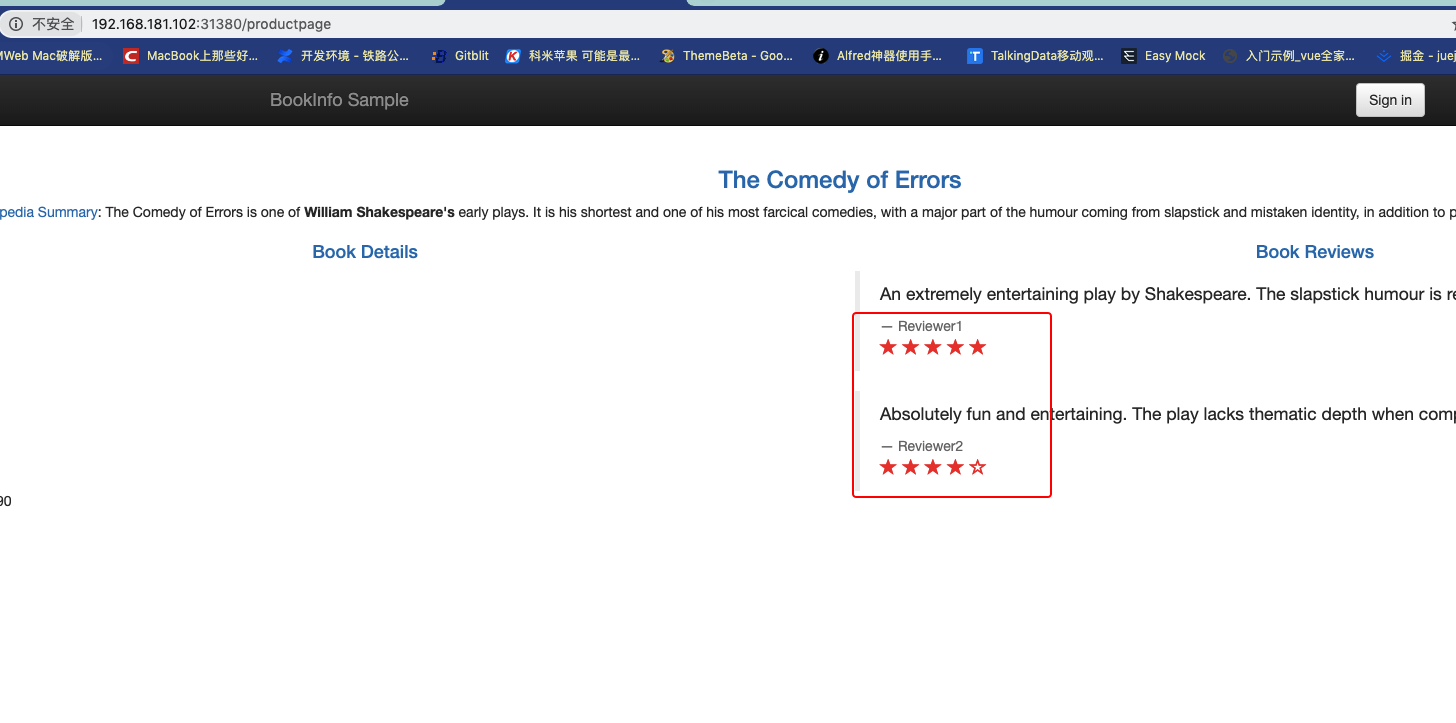 不安全 192.168.181.102:31380/productpage
MWeb Mac破解版... MacBook上那些好... 开发环境 - 铁路公... Gitblit 科米苹果 可能是最... ThemeBeta - Goo... Alfred神器使用手... TalkingData移动观... Easy Mock 入门示例_vue全家... 掘金 - juej
BookInfo Sample Sign in
The Comedy of Errors
pedia Summary: The Comedy of Errors is one of William Shakespeare's early plays. It is his shortest and one of his most farcical comedies, with a major part of the humour coming from slapstick and mistaken identity, in addition to p
Book Details
Book Reviews
An extremely entertaining play by Shakespeare. The slapstick humour is re
— Reviewer1
Absolutely fun and entertaining. The play lacks thematic depth when comp
— Reviewer2
90